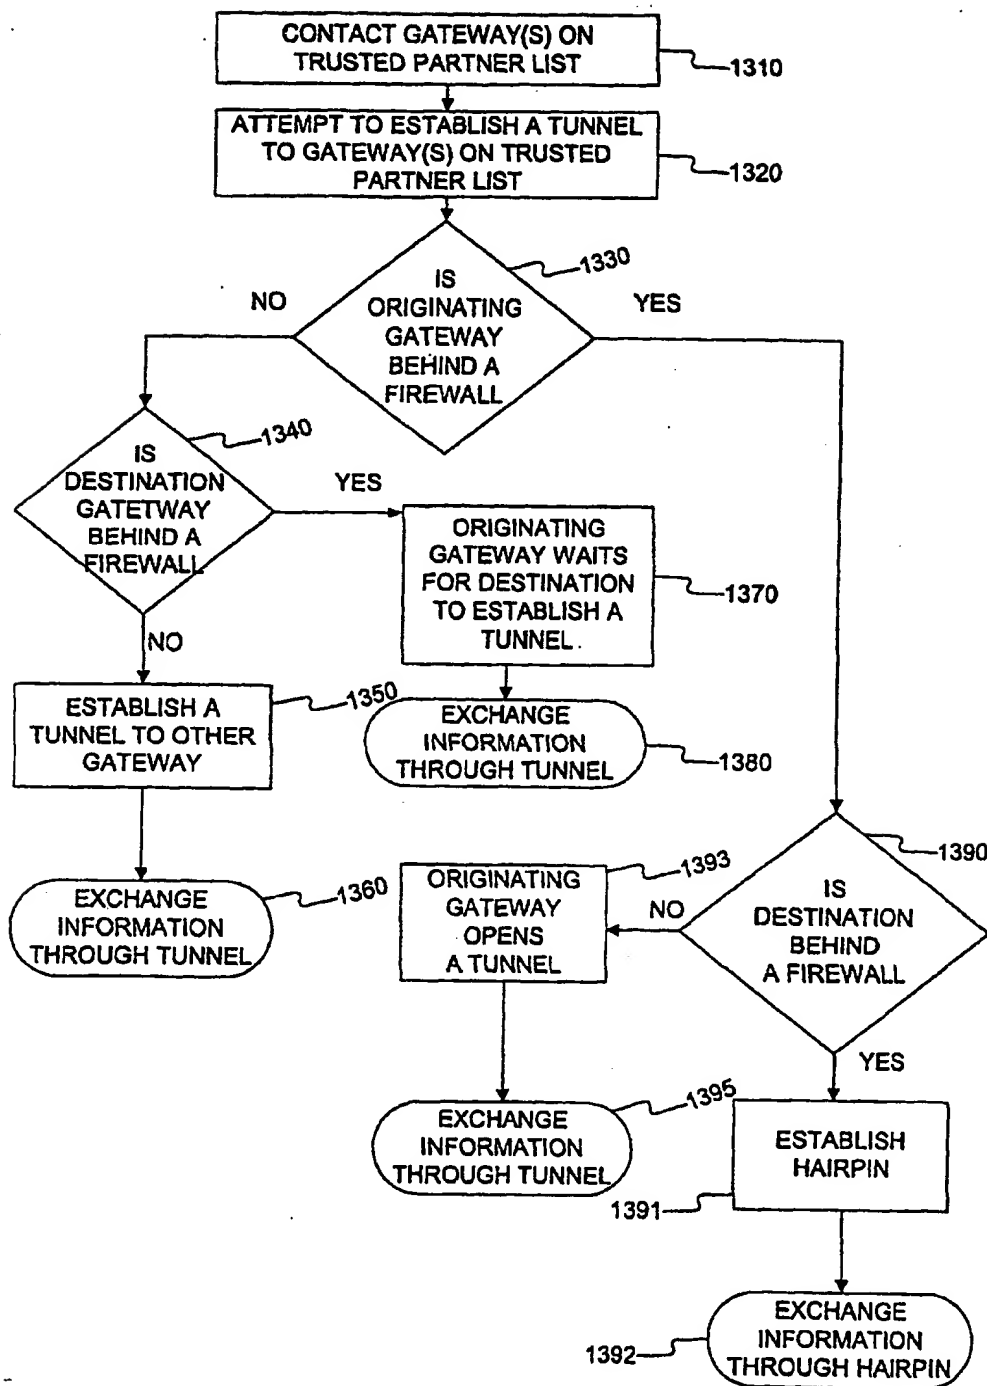 CONTACT GATEWAY(S) ON
TRUSTED PARTNER LIST
1310
ATTEMPT TO ESTABLISH A TUNNEL
TO GATEWAY(S) ON TRUSTED
PARTNER LIST
1320
1330
IS
ORIGINATING
GATEWAY
BEHIND A
FIREWALL
NO
YES
1340
IS
DESTINATION
GATETWAY
BEHIND A
FIREWALL
YES
NO
ORIGINATING
GATEWAY WAITS
FOR DESTINATION
TO ESTABLISH A
TUNNEL.
1370
1350
ESTABLISH A
TUNNEL TO OTHER
GATEWAY
EXCHANGE
INFORMATION
THROUGH TUNNEL
1380
1360
EXCHANGE
INFORMATION
THROUGH TUNNEL
1390
IS
DESTINATION
BEHIND
A FIREWALL
NO
YES
1393
ORIGINATING
GATEWAY
OPENS
A TUNNEL
1395
EXCHANGE
INFORMATION
THROUGH TUNNEL
ESTABLISH
HAIRPIN
1391
EXCHANGE
INFORMATION
THROUGH HAIRPIN
1392